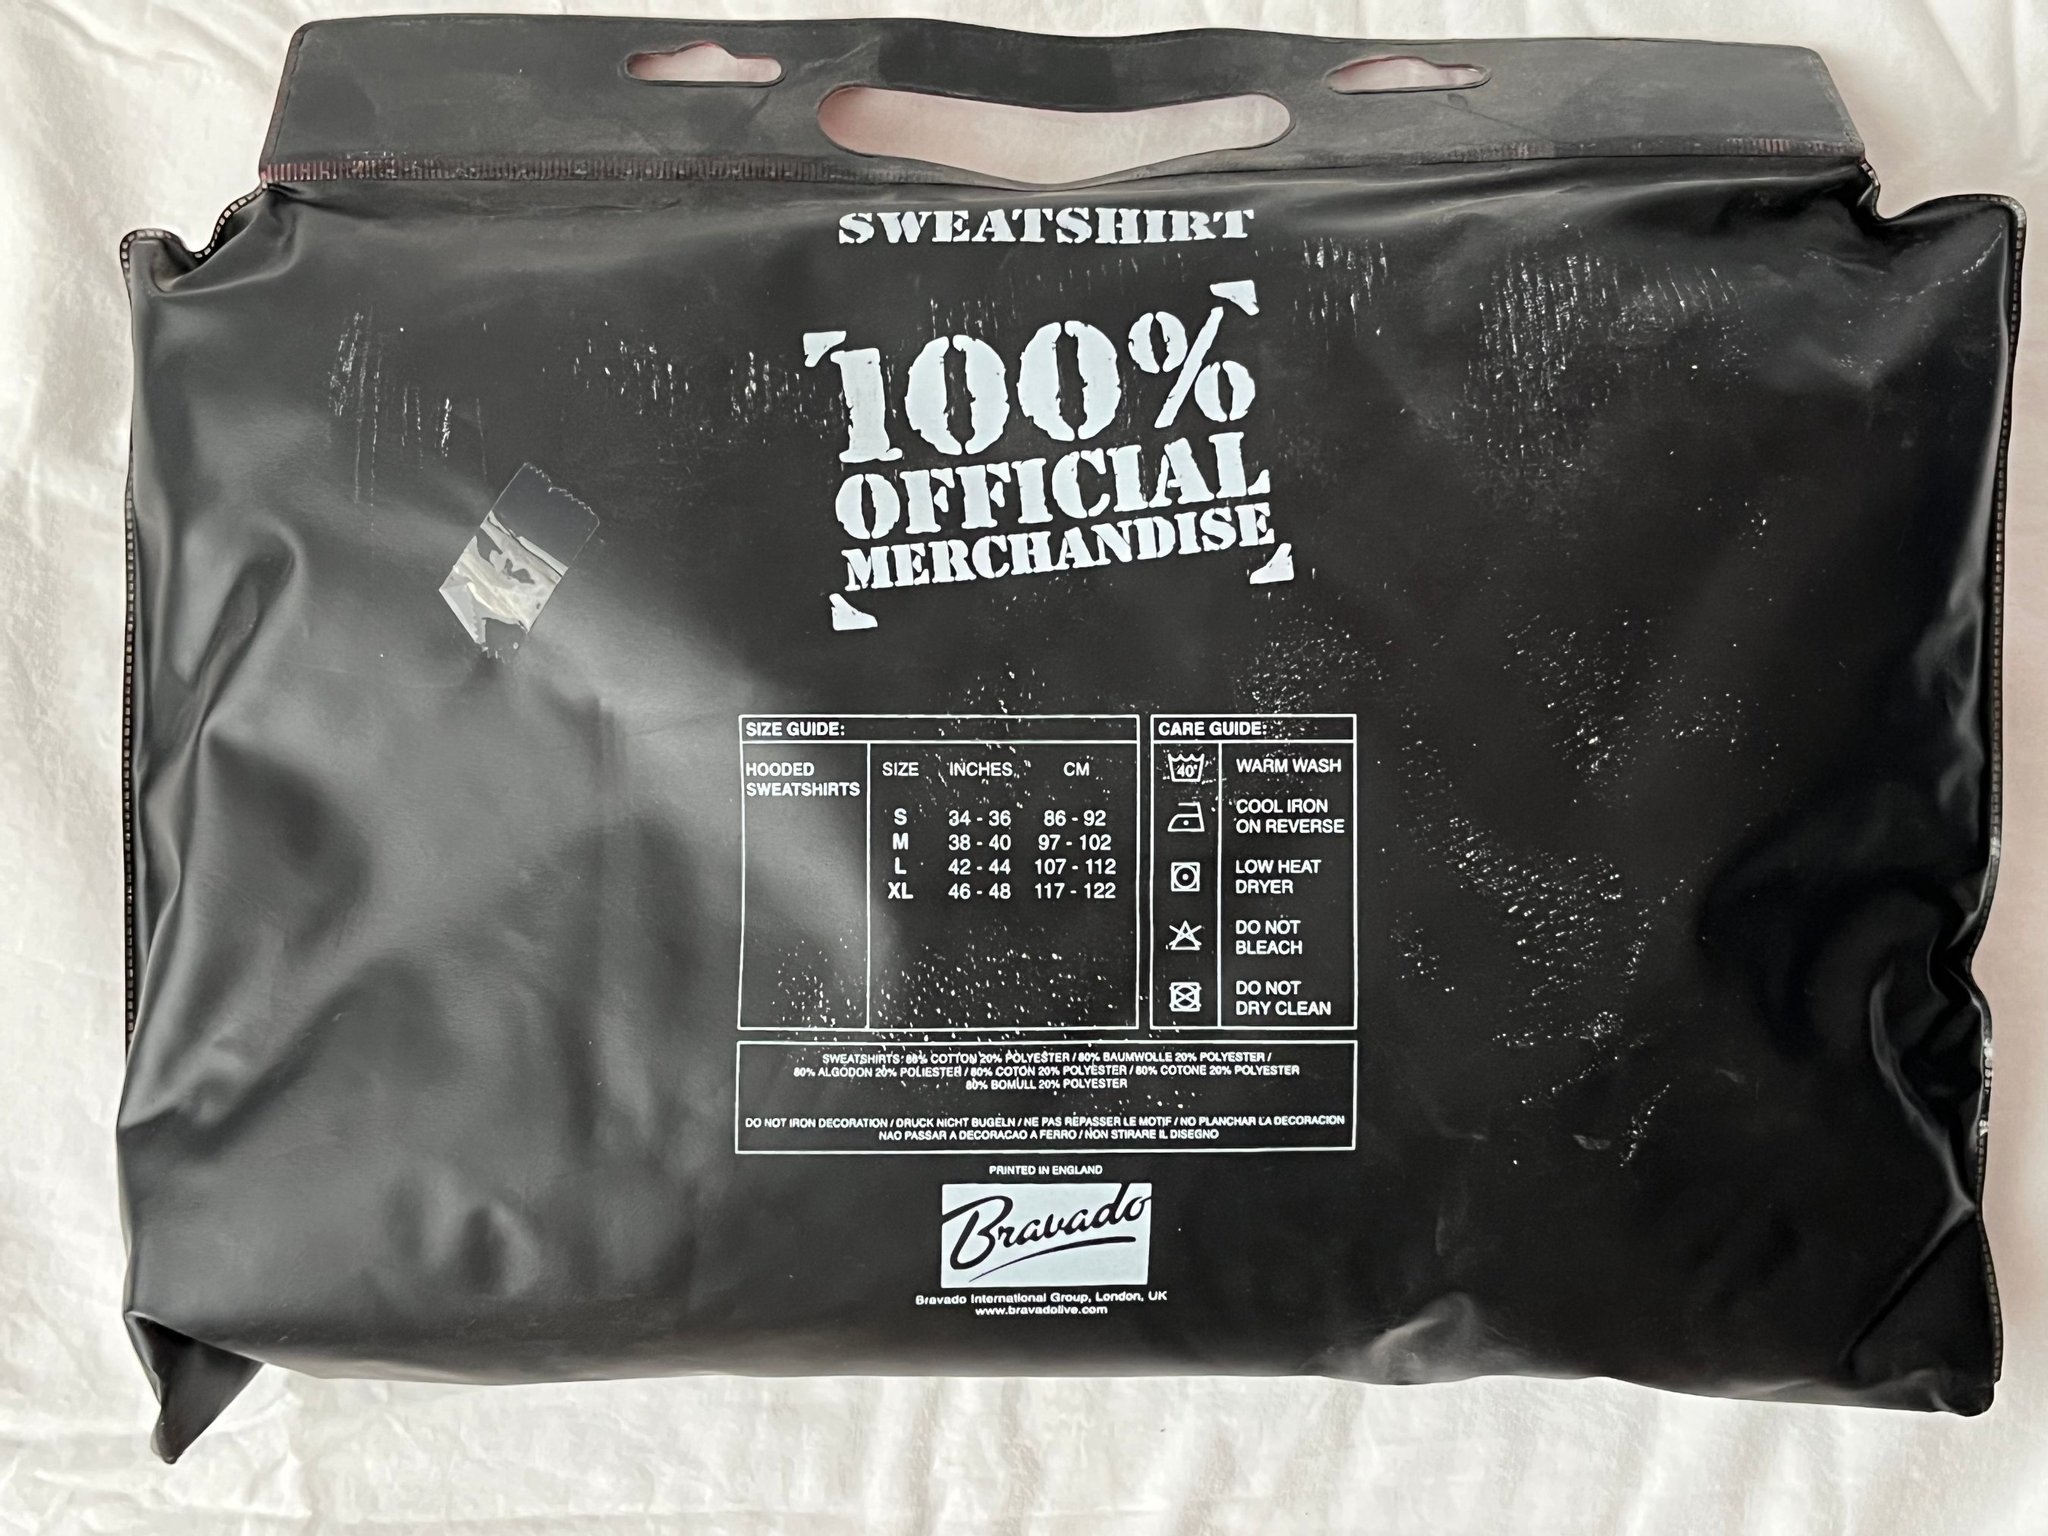 SWEATSHIRT
100%
OFFICIAL
MERCHANDISE
SIZE GUIDE:
HOODED
SWEATSHIRTS
SIZE INCHES CM
S 34 - 36 86 - 92
M 38 - 40 97 - 102
L 42 - 44 107 - 112
XL 46 - 48 117 - 122
CARE GUIDE:
40° WARM WASH
COOL IRON
ON REVERSE
LOW HEAT
DRYER
DO NOT
BLEACH
DO NOT
DRY CLEAN
SWEATSHIRTS: 80% COTTON 20% POLYESTER / 80% BAUMWOLLE 20% POLYESTER /
80% ALGODON 20% POLIESTER / 80% COTON 20% POLYESTER / 80% COTONE 20% POLYESTER
80% BOMULL 20% POLYESTER
DO NOT IRON DECORATION / DRUCK NICHT BUGELN / NE PAS REPASSER LE MOTIF / NO PLANCHAR LA DECORACION
NAO PASSAR A DECORACAO A FERRO / NON STIRARE IL DISEGNO
PRINTED IN ENGLAND
Bravado
Bravado International Group, London, UK
www.bravadolive.com